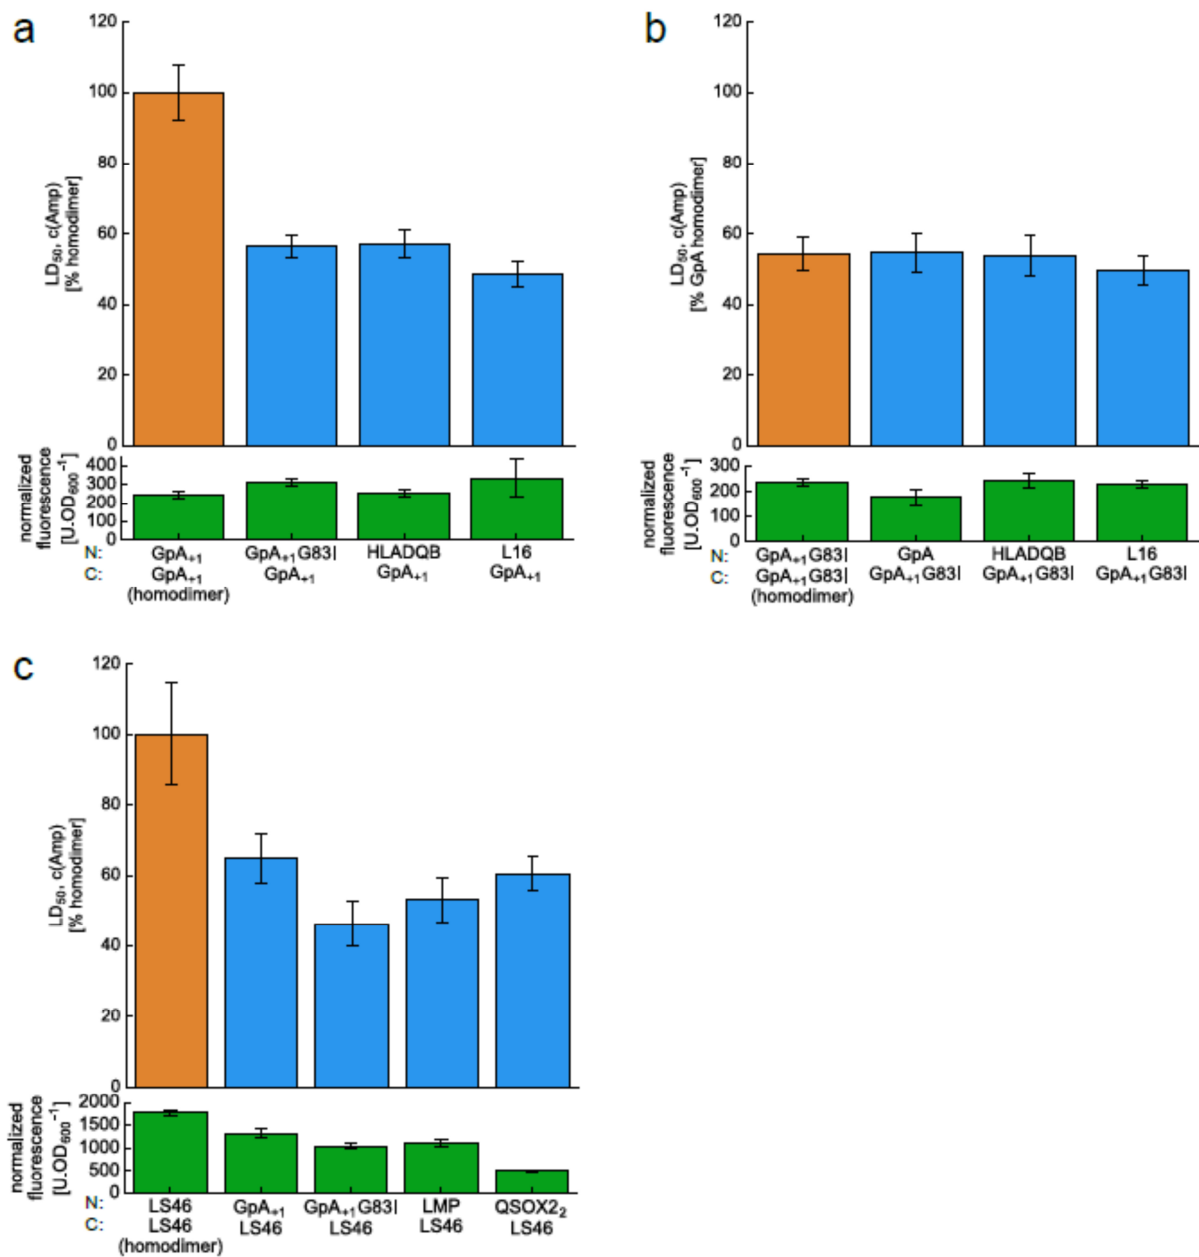 a
120
100
80
60
40
20
0
LD50, c(Amp)
[% homodimer]
400
300
200
100
0
normalized
fluorescence
[U.OD600⁻¹]
N: GpA+1 GpA+1G83I HLADQB L16
C: GpA+1 GpA+1 GpA+1 GpA+1
(homodimer)
b
120
100
80
60
40
20
0
LD50, c(Amp)
[% GpA homodimer]
300
200
100
0
normalized
fluorescence
[U.OD600⁻¹]
N: GpA+1G83I GpA HLADQB L16
C: GpA+1G83I GpA+1G83I GpA+1G83I GpA+1G83I
(homodimer)
c
120
100
80
60
40
20
0
LD50, c(Amp)
[% homodimer]
2000
1500
1000
500
0
normalized
fluorescence
[U.OD600⁻¹]
N: LS46 GpA+1 GpA+1G83I LMP QSOX2₂
C: LS46 LS46 LS46 LS46 LS46
(homodimer)